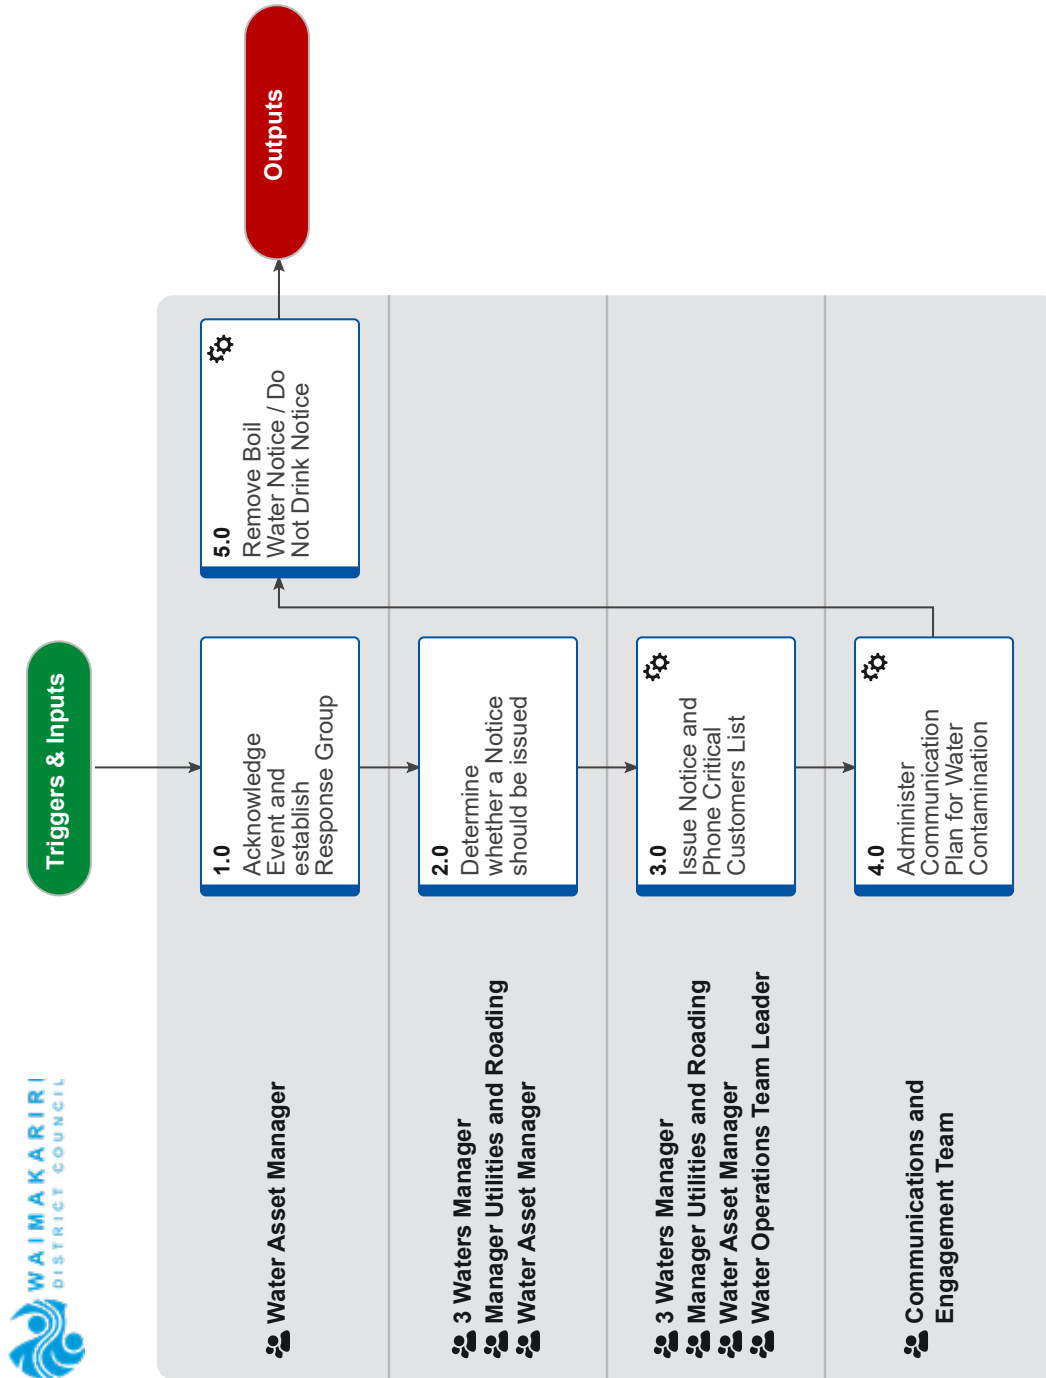 WAIMAKARIRI
DISTRICT COUNCIL
Triggers & Inputs
Outputs
Water Asset Manager
1.0
Acknowledge
Event and
establish
Response Group
5.0
Remove Boil
Water Notice / Do
Not Drink Notice
3 Waters Manager
Manager Utilities and Roading
Water Asset Manager
2.0
Determine
whether a Notice
should be issued
3 Waters Manager
Manager Utilities and Roading
Water Asset Manager
Water Operations Team Leader
3.0
Issue Notice and
Phone Critical
Customers List
Communications and
Engagement Team
4.0
Administer
Communication
Plan for Water
Contamination